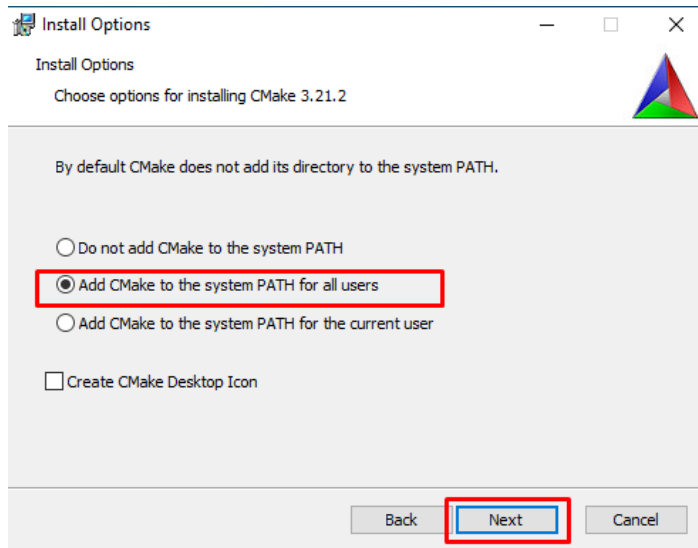 Install Options
Install Options
Choose options for installing CMake 3.21.2
By default CMake does not add its directory to the system PATH.
Do not add CMake to the system PATH
Add CMake to the system PATH for all users
Add CMake to the system PATH for the current user
Create CMake Desktop Icon
Back Next Cancel